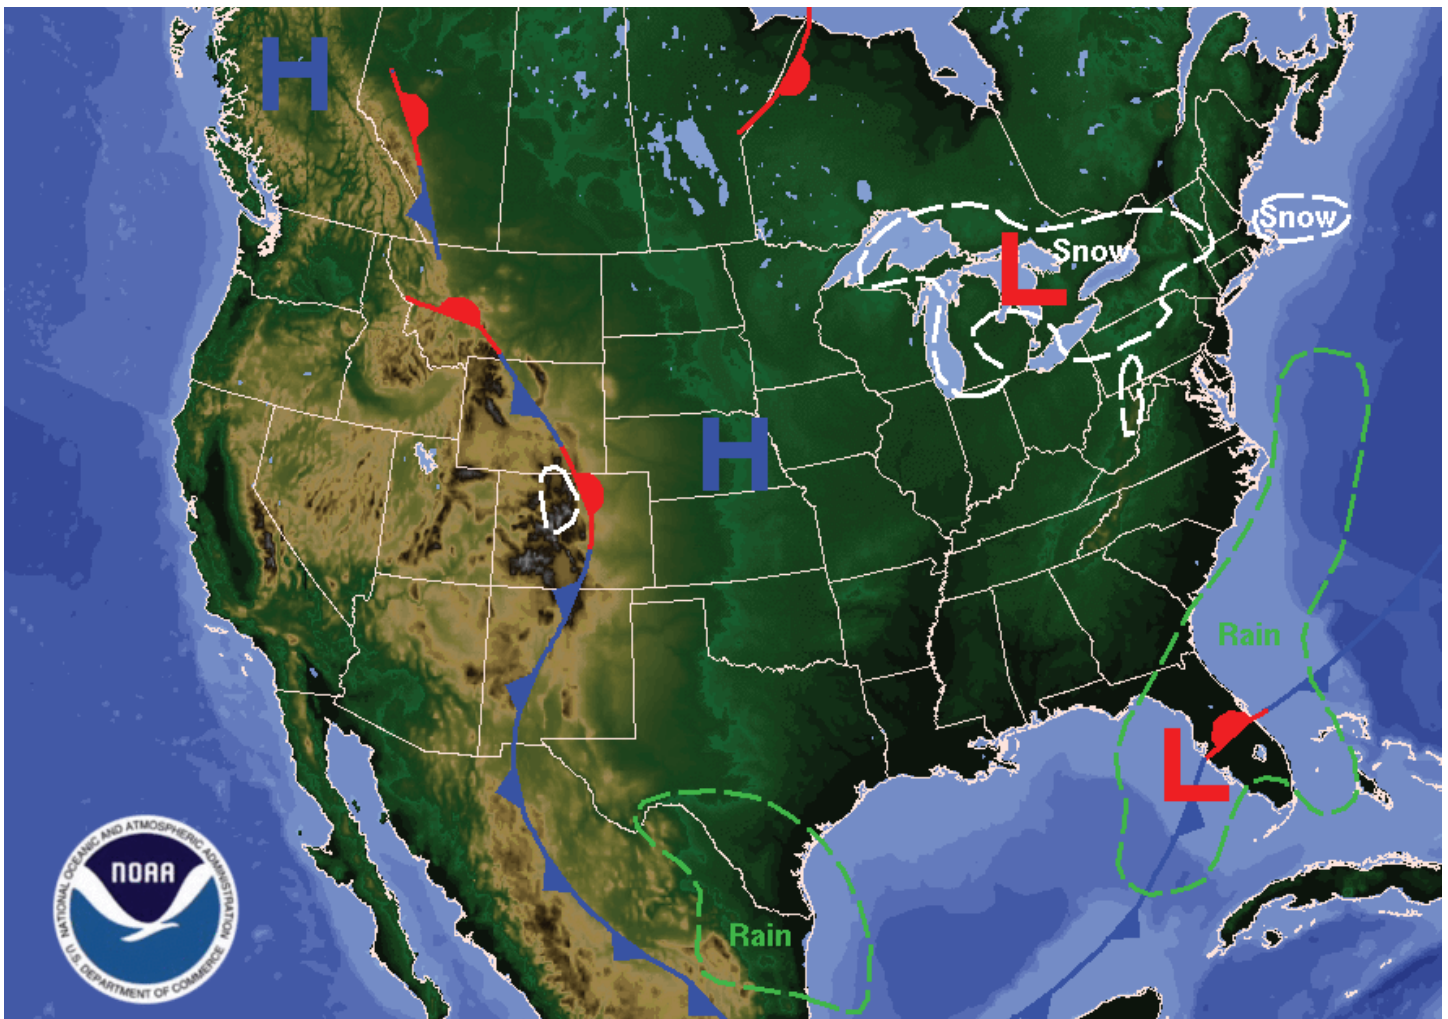 H
Snow
L
Snow
H
Rain
L
Rain
NOAA
NATIONAL OCEANIC AND ATMOSPHERIC ADMINISTRATION
U.S. DEPARTMENT OF COMMERCE